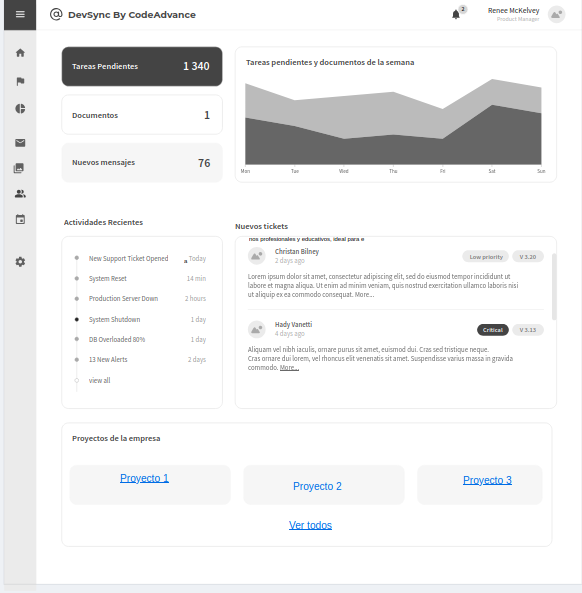 @ DevSync By CodeAdvance
2
Renee McKelvey
Product Manager
Tareas Pendientes 1 340
Documentos 1
Nuevos mensajes 76
Tareas pendientes y documentos de la semana
Mon Tue Wed Thu Fri Sat Sun
Actividades Recientes
New Support Ticket Opened a Today
System Reset 14 min
Production Server Down 2 hours
System Shutdown 1 day
DB Overloaded 80% 1 day
13 New Alerts 2 days
view all
Nuevos tickets
nos profesionales y educativos, ideal para e
Christan Bilney
2 days ago
Low priority V 3.20
Lorem ipsum dolor sit amet, consectetur adipiscing elit, sed do eiusmod tempor incididunt ut
labore et magna aliqua. Ut enim ad minim veniam, quis nostrud exercitation ullamco laboris nisi
ut aliquip ex ea commodo consequat. More...
Hady Vanetti
4 days ago
Critical V 3.13
Aliquam vel nibh iaculis, ornare purus sit amet, euismod dui. Cras sed tristique neque.
Cras ornare dui lorem, vel rhoncus elit venenatis sit amet. Suspendisse varius massa in gravida
commodo. More...
Proyectos de la empresa
Proyecto 1
Proyecto 2
Proyecto 3
Ver todos